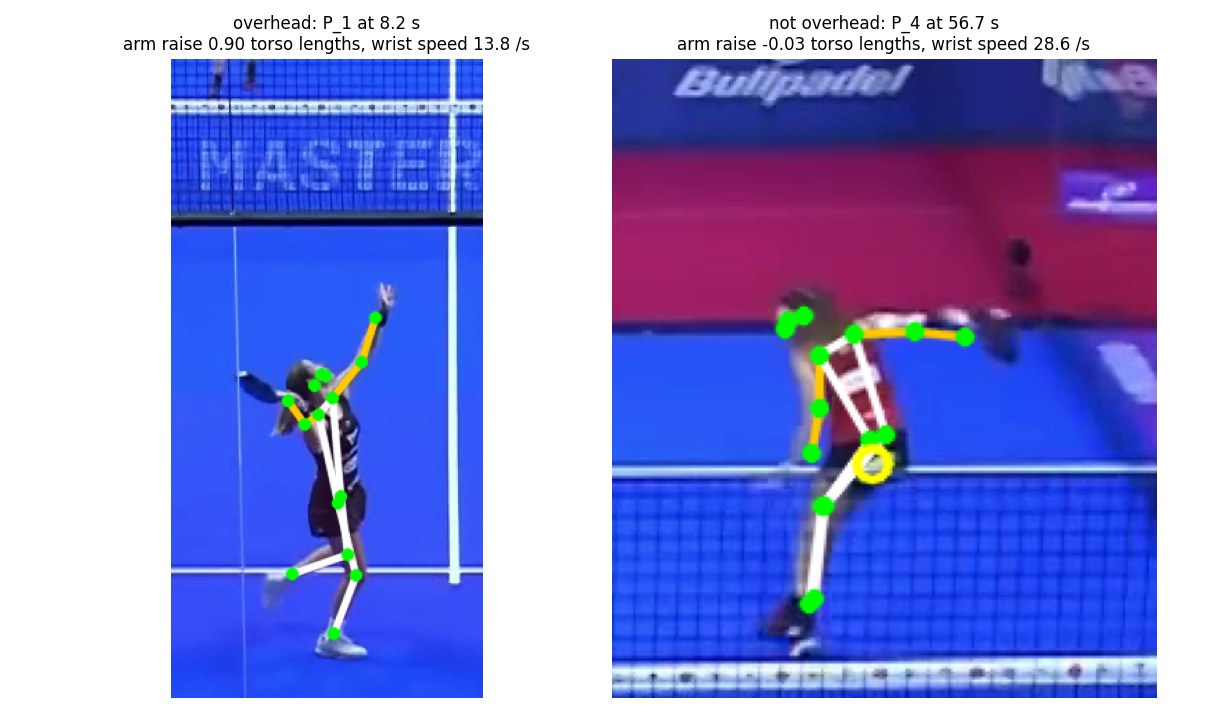 overhead: P_1 at 8.2 s
arm raise 0.90 torso lengths, wrist speed 13.8 /s
not overhead: P_4 at 56.7 s
arm raise -0.03 torso lengths, wrist speed 28.6 /s
Bullpadel
MASTER